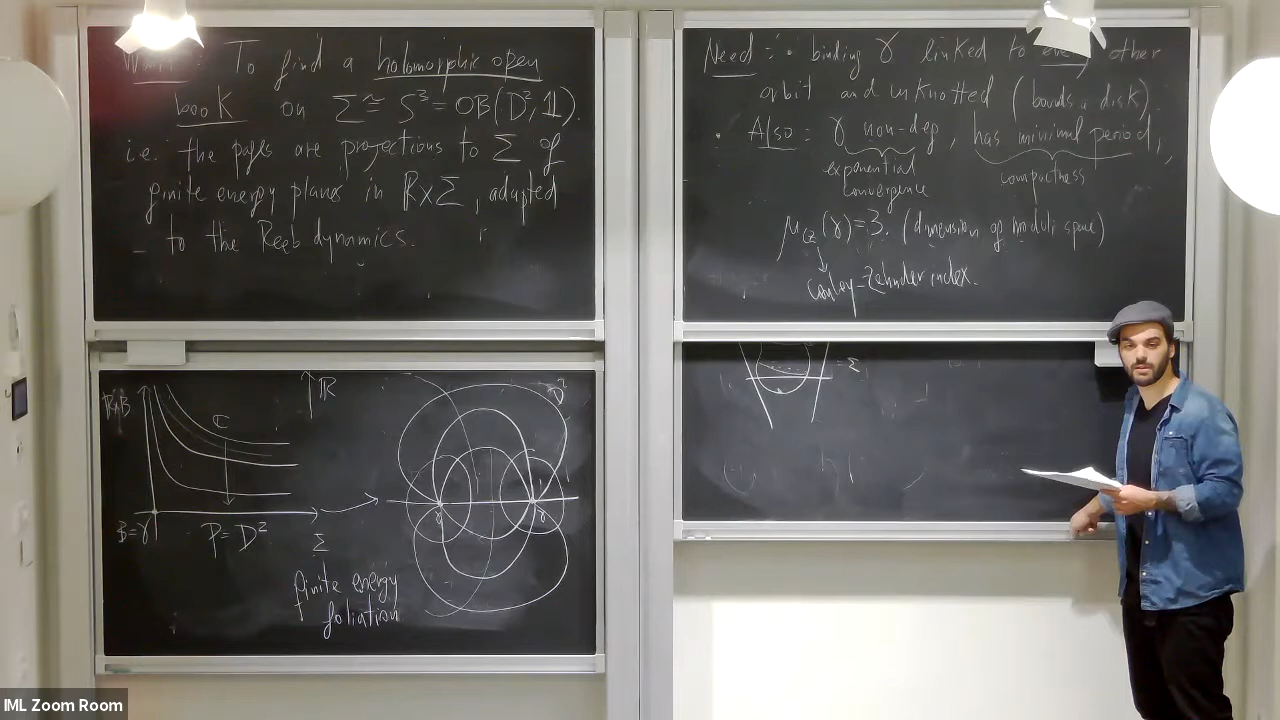 Want : To find a holomorphic open
book on Σ ≅ S³ = OB(D², 1).
i.e. the pages are projections to Σ of
finite energy planes in ℝ×Σ, adapted
to the Reeb dynamics.
Need : • binding γ linked to every other
orbit and unknotted (bounds a disk).
Also : γ non-deg, has minimal period,
exponential
convergence
compactness
μ_CZ(γ)=3. (dimension of moduli space)
Conley-Zehnder index.
ℝ×B
C
B=γ
P=D²
Σ
ℝ
γ
γ
finite energy
foliation
= Σ
IML Zoom Room